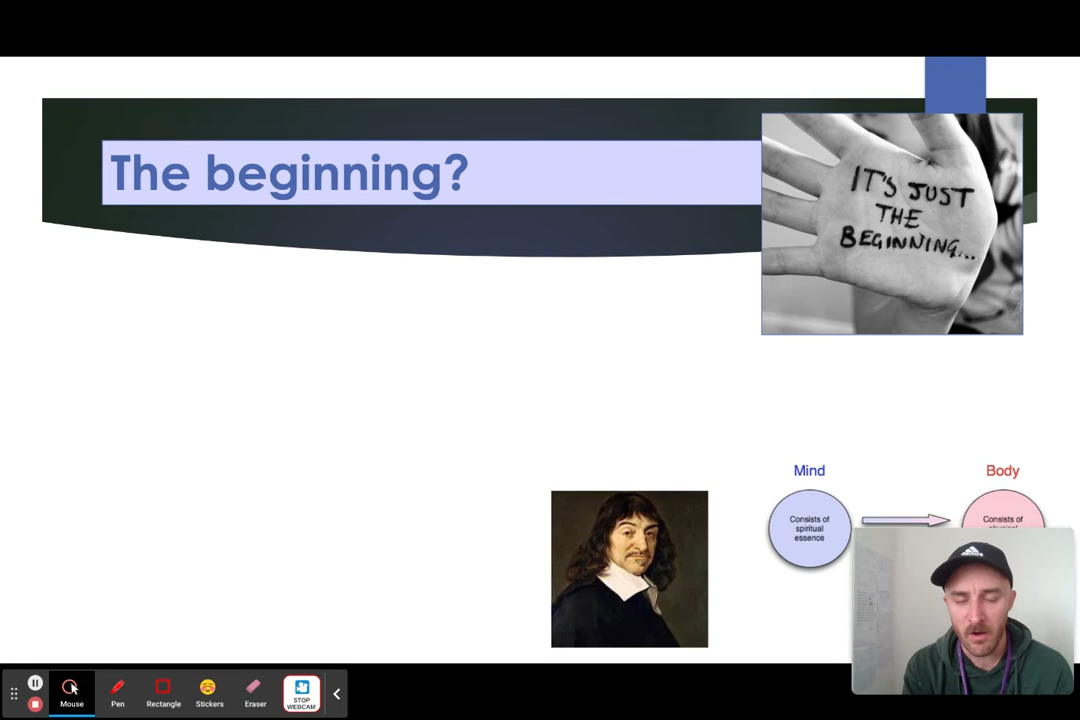 The beginning?
IT'S JUST
THE
BEGINNING...
Mind
Body
Consists of
spiritual
essence
Consists of
Mouse
Pen
Rectangle
Stickers
Eraser
STOP
WEBCAM